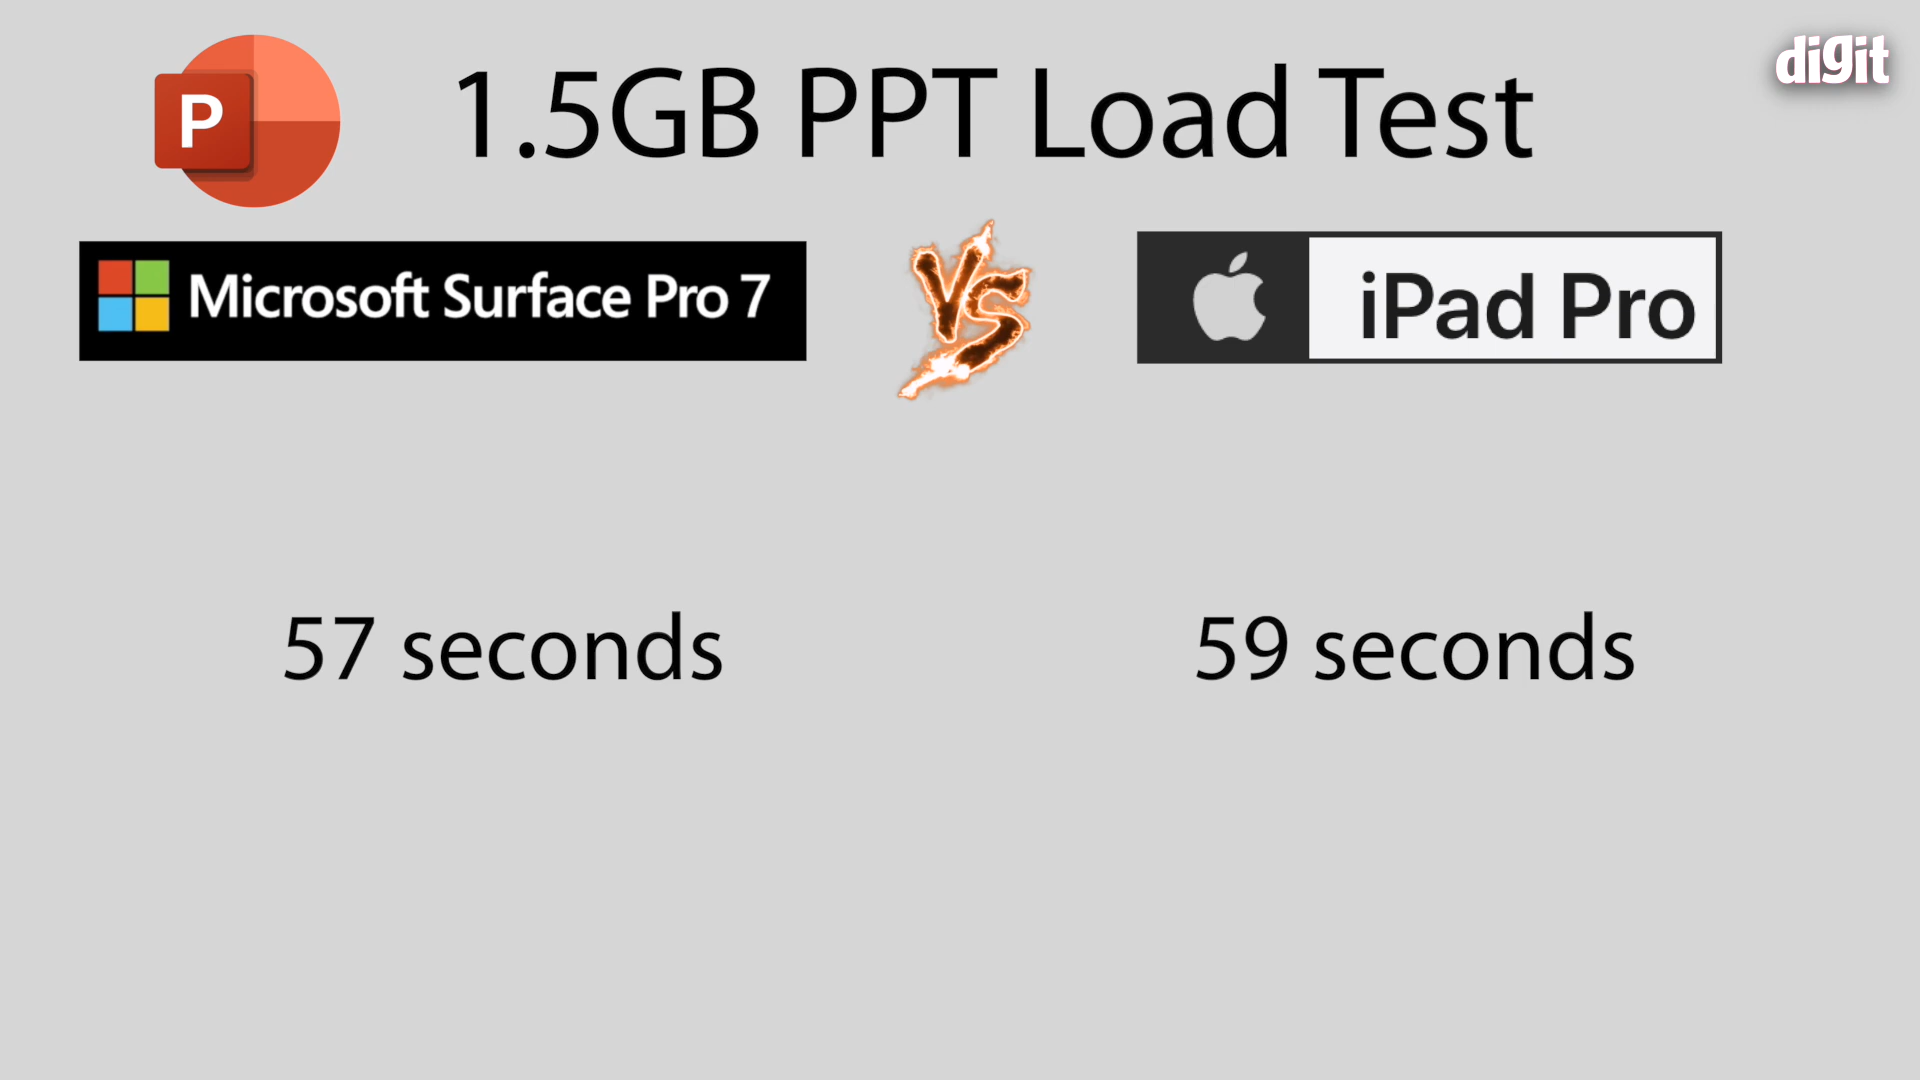 P
1.5GB PPT Load Test
digit
Microsoft Surface Pro 7
VS
iPad Pro
57 seconds
59 seconds